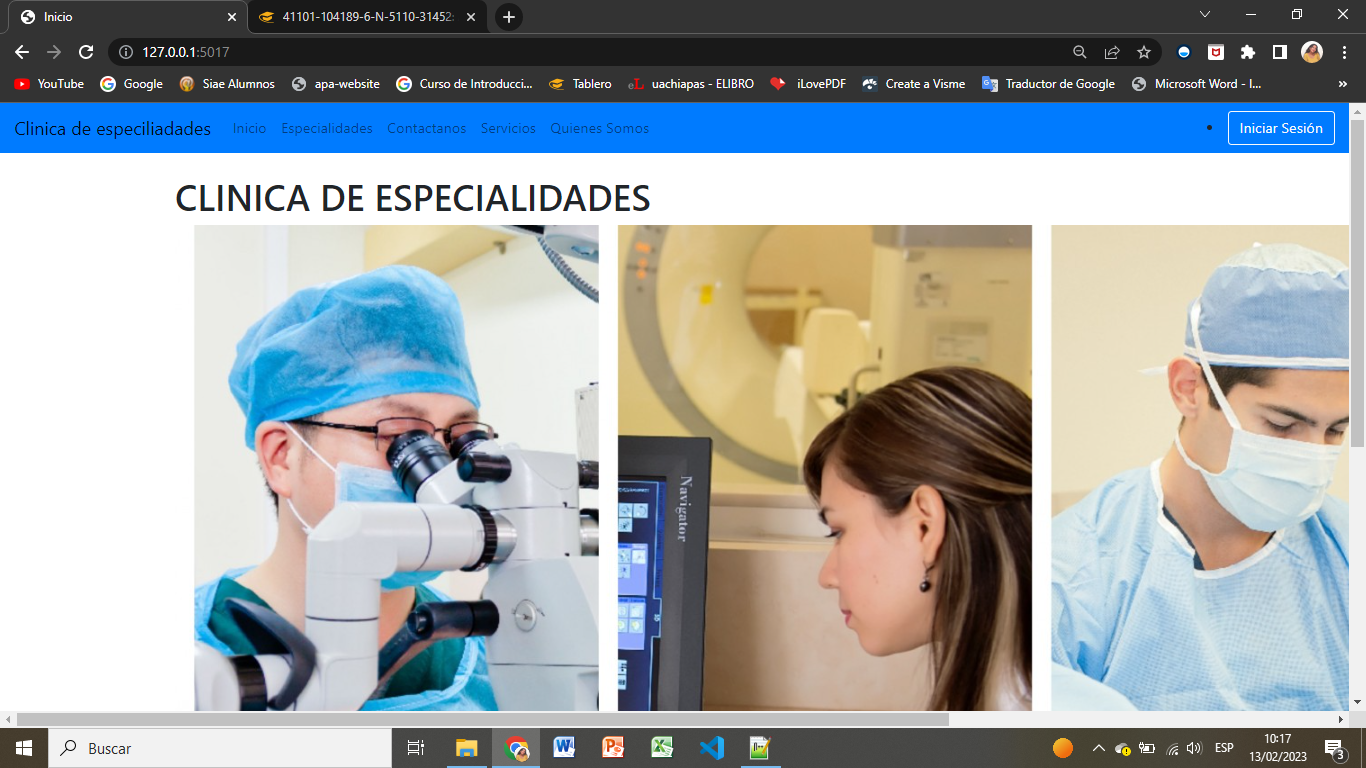 Inicio
41101-104189-6-N-5110-31452
127.0.0.1:5017
YouTube
Google
Siae Alumnos
apa-website
Curso de Introducci...
Tablero
eL
uachiapas - ELIBRO
iLovePDF
Create a Visme
Traductor de Google
Microsoft Word - I...
»
Clinica de especiliadades
Inicio
Especialidades
Contactanos
Servicios
Quienes Somos
Iniciar Sesión
CLINICA DE ESPECIALIDADES
Navigator
Buscar
ESP
10:17
13/02/2023
3